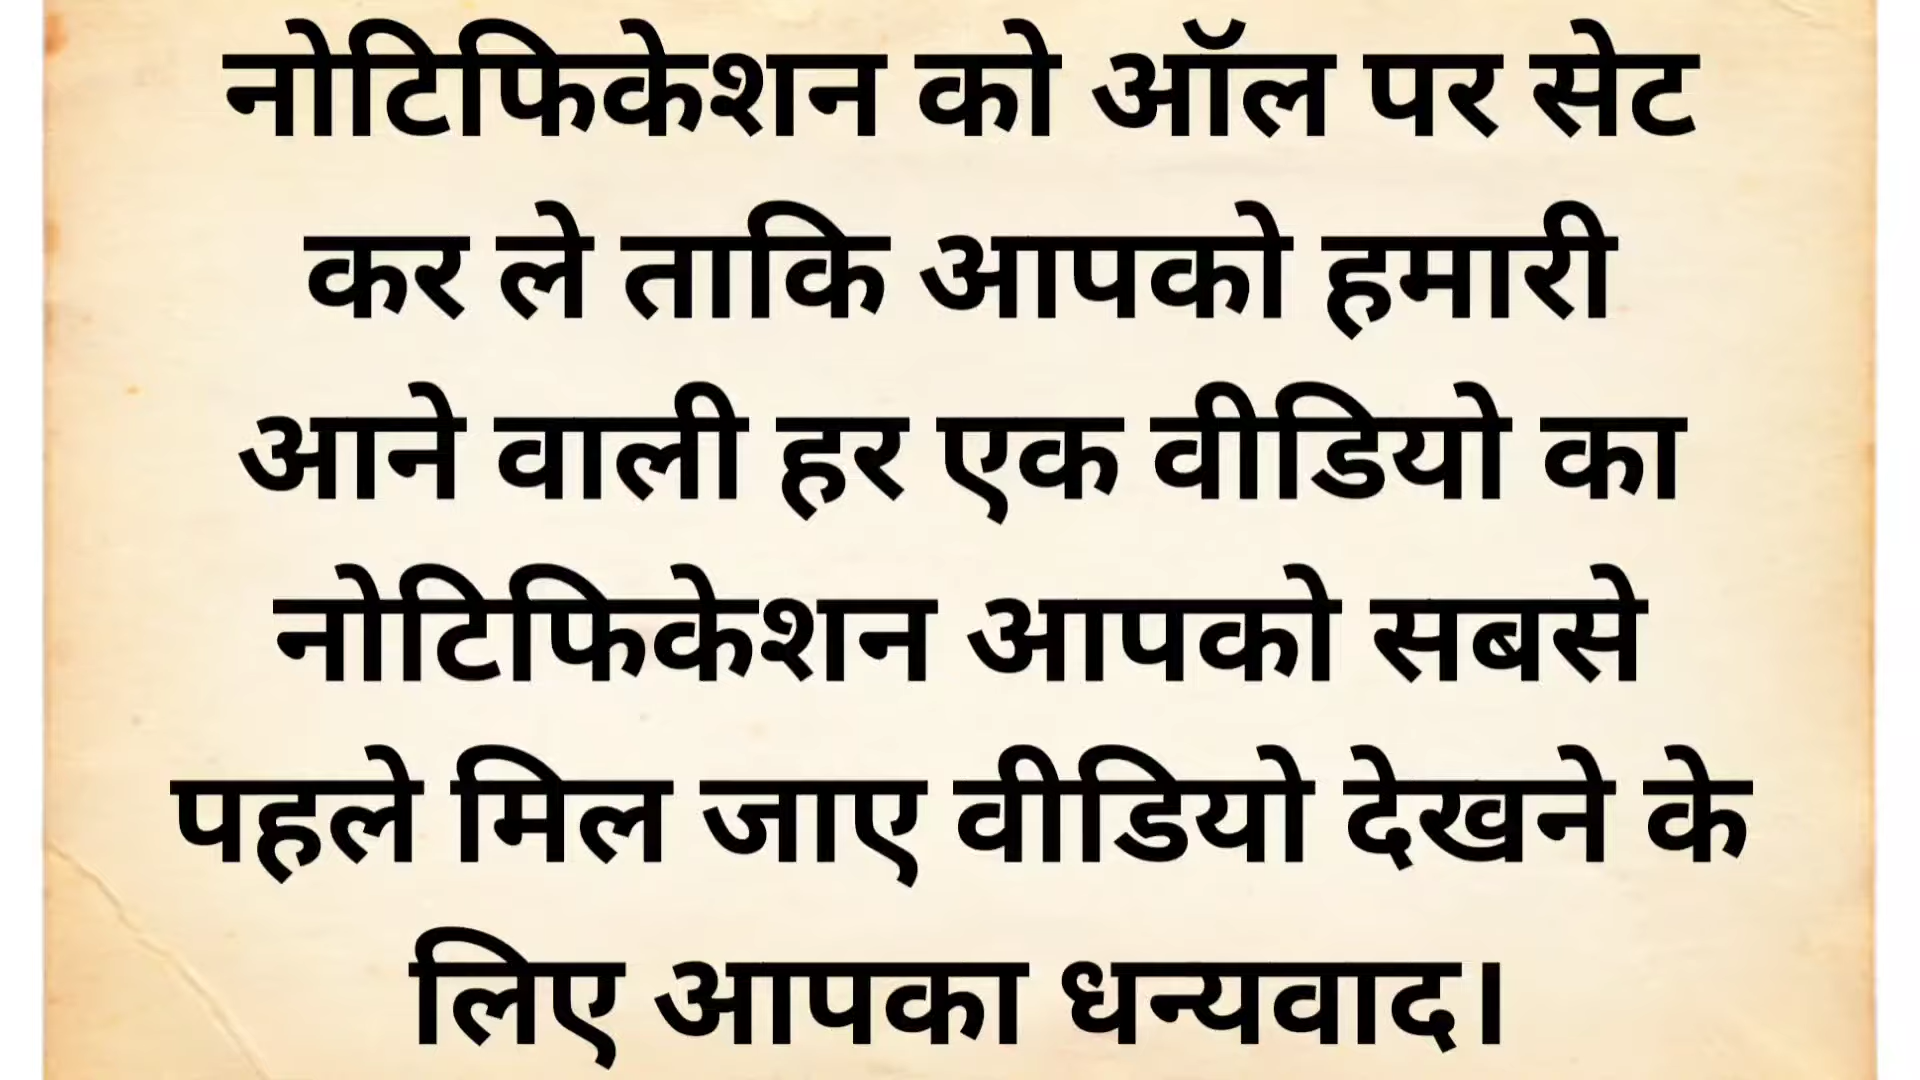 नोटिफिकेशन को ऑल पर सेट
कर ले ताकि आपको हमारी
आने वाली हर एक वीडियो का
नोटिफिकेशन आपको सबसे
पहले मिल जाए वीडियो देखने के
लिए आपका धन्यवाद।